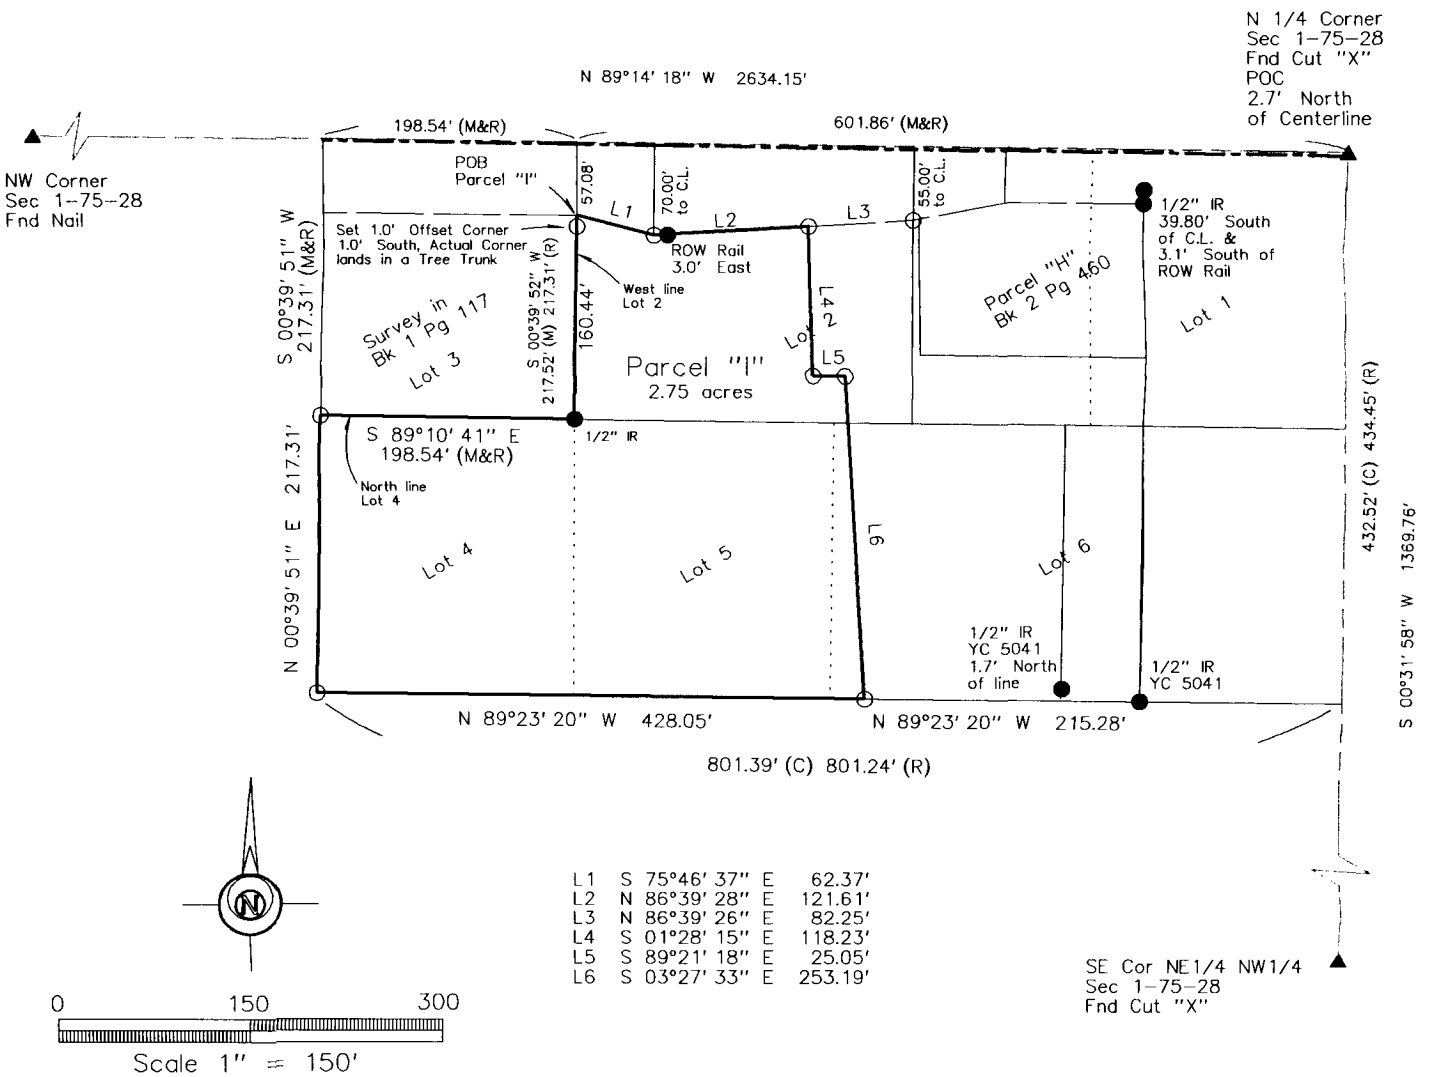 N 1/4 Corner
Sec 1-75-28
Fnd Cut "X"
POC
2.7' North
of Centerline
N 89°14'18" W 2634.15'
198.54' (M&R)
601.86' (M&R)
NW Corner
Sec 1-75-28
Fnd Nail
POB
Parcel "I"
57.08'
70.00'
to C.L.
55.00'
to C.L.
L1
L2
L3
1/2" IR
39.80' South
of C.L. &
3.1' South of
ROW Rail
Set 1.0' Offset Corner
1.0' South, Actual Corner
lands in a Tree Trunk
ROW Rail
3.0' East
S 00°39'51" W
217.31' (M&R)
West line
Lot 2
S 00°39'52" W
217.52' (M) 217.31' (R)
160.44'
Survey in
Bk 1 Pg 117
Lot 3
L4
Lot 2
L5
Parcel "H"
Bk 2 Pg 460
Lot 1
Parcel "I"
2.75 acres
S 89°10'41" E
198.54' (M&R)
1/2" IR
North line
Lot 4
N 00°39'51" E 217.31'
432.52' (C) 434.45' (R)
S 00°31'58" W 1369.76'
L6
Lot 4
Lot 5
Lot 6
1/2" IR
YC 5041
1.7' North
of line
1/2" IR
YC 5041
N 89°23'20" W 428.05'
N 89°23'20" W 215.28'
801.39' (C) 801.24' (R)
N
L1 S 75°46'37" E 62.37'
L2 N 86°39'28" E 121.61'
L3 N 86°39'26" E 82.25'
L4 S 01°28'15" E 118.23'
L5 S 89°21'18" E 25.05'
L6 S 03°27'33" E 253.19'
SE Cor NE1/4 NW1/4
Sec 1-75-28
Fnd Cut "X"
0 150 300
Scale 1" = 150'